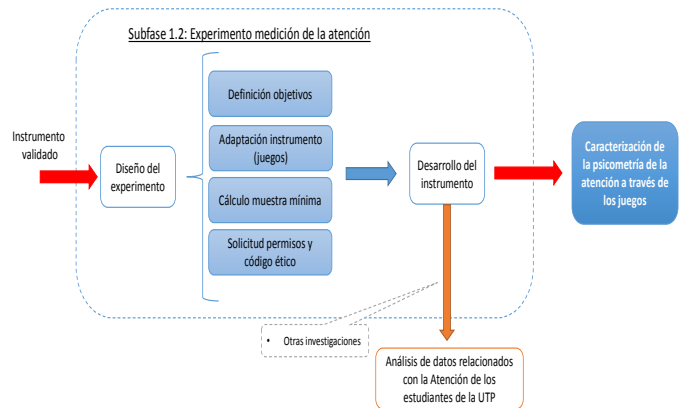 Subfase 1.2: Experimento medición de la atención
Instrumento
validado
Diseño del
experimento
Definición objetivos
Adaptación instrumento
(juegos)
Cálculo muestra mínima
Solicitud permisos y
código ético
Desarrollo del
instrumento
Caracterización de
la psicometría de la
atención a través de
los juegos
• Otras investigaciones
Análisis de datos relacionados
con la Atención de los
estudiantes de la UTP